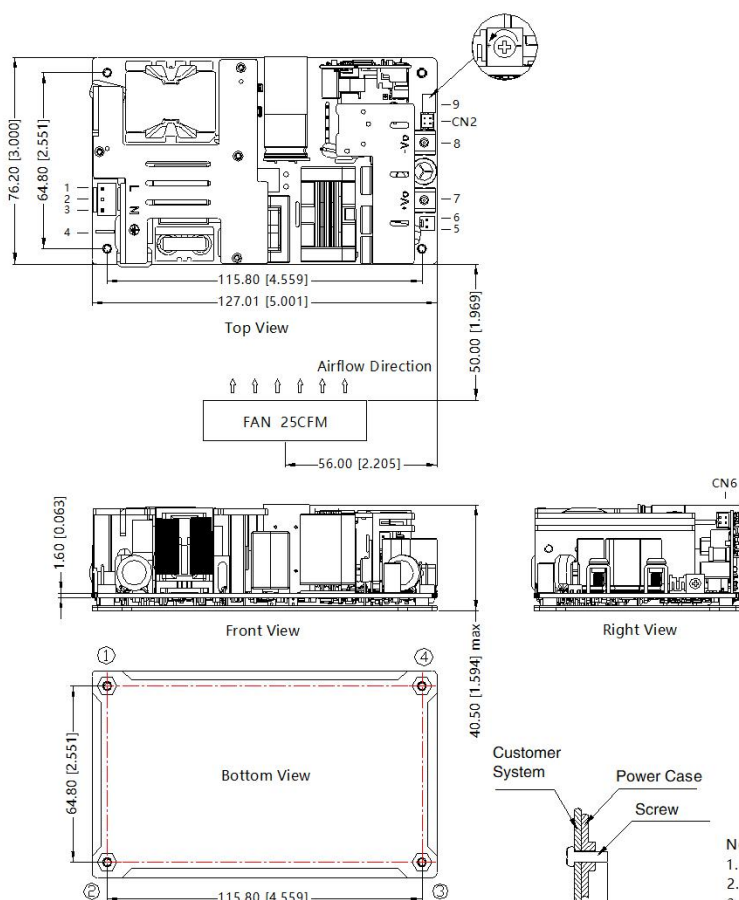 76.20 [3.000]
64.80 [2.551]
1
2
3
4
L
N
-Vo
+Vo
9
CN2
8
7
6
5
115.80 [4.559]
127.01 [5.001]
Top View
50.00 [1.969]
Airflow Direction
FAN 25CFM
56.00 [2.205]
1.60 [0.063]
Front View
40.50 [1.594] max
CN6
Right View
①
④
64.80 [2.551]
Bottom View
②
115.80 [4.559]
③
Customer
System
Power Case
Screw
1.
2.